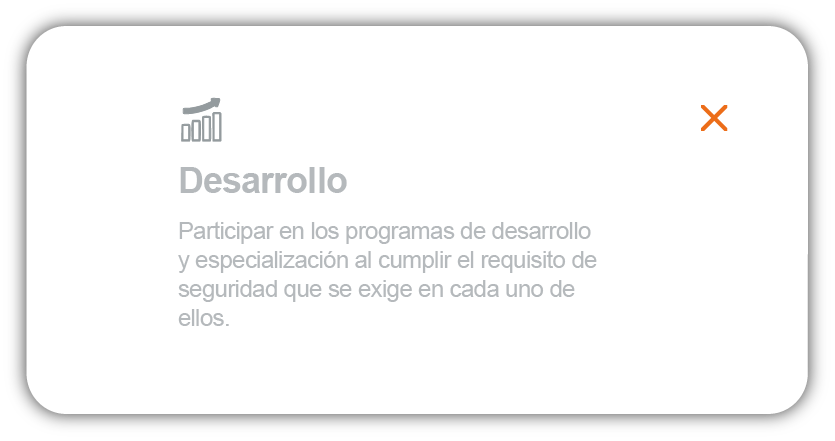 Desarrollo
Participar en los programas de desarrollo
y especialización al cumplir el requisito de
seguridad que se exige en cada uno de
ellos.